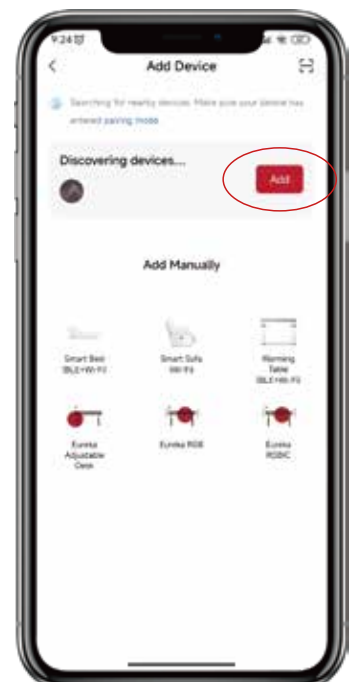 9:24
Add Device
Searching for nearby devices. Make sure your device has
entered pairing mode
Discovering devices...
Add
Add Manually
Smart Bed
(BLE+Wi-Fi)
Smart Sofa
(Wi-Fi)
Table
(BLE+Wi-Fi)
Eureka
Adjustable
Desk
Eureka RGB
Eureka